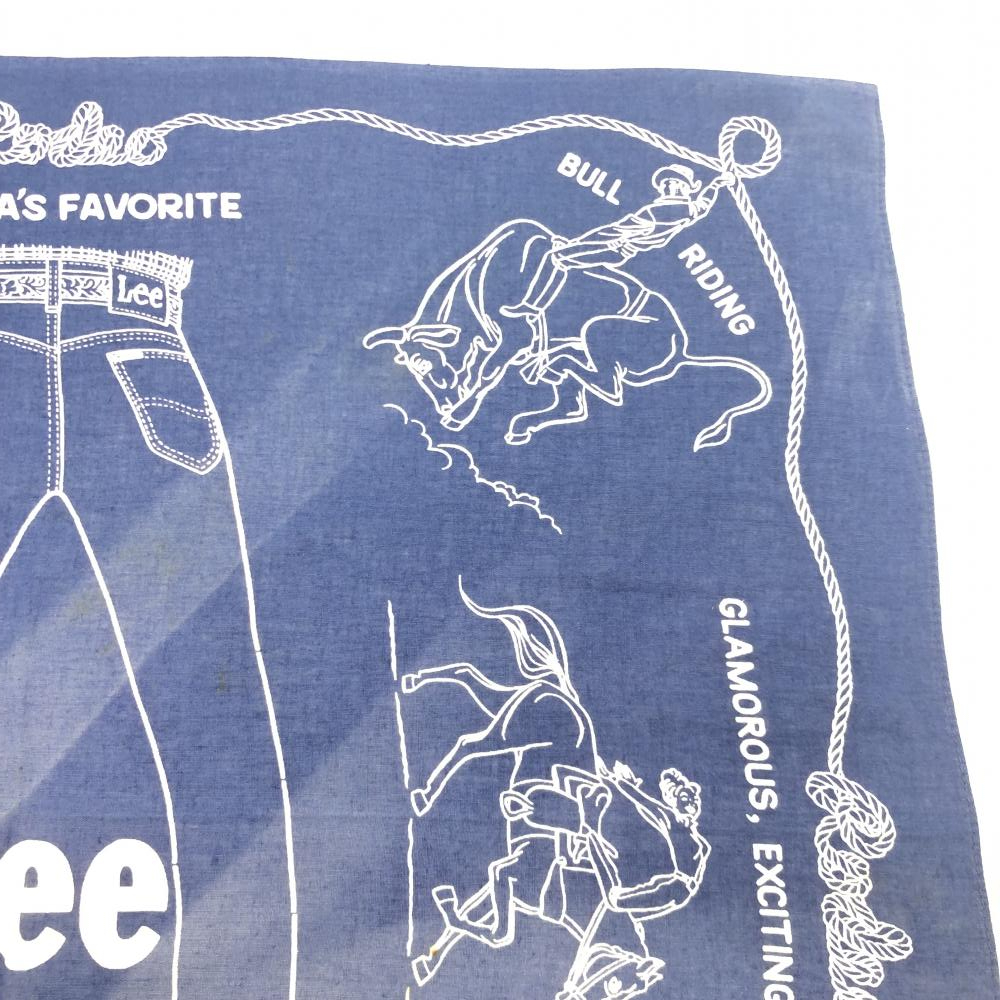 A'S FAVORITE
BULL
RIDING
Lee
GLAMOROUS, EXCITING
ee